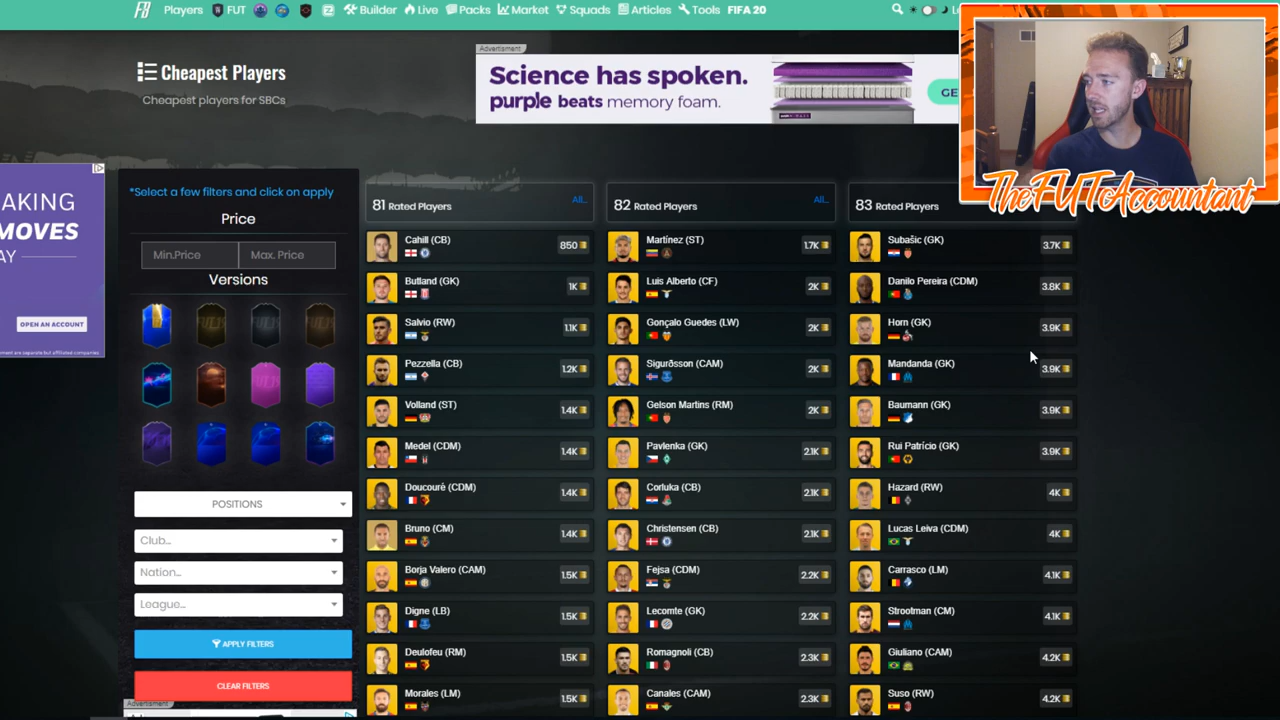 FB Players FUT Builder Live Packs Market Squads Articles Tools FIFA 20
Cheapest Players
Cheapest players for SBCs
Advertisment
Science has spoken.
purple beats memory foam.
GE
TheFUTAccountant
AKING
MOVES
AY
OPEN AN ACCOUNT
*Select a few filters and click on apply
Price
Min.Price
Max. Price
Versions
POSITIONS
Club...
Nation...
League...
APPLY FILTERS
CLEAR FILTERS
Advertisment
81 Rated Players All...
Cahill (CB) 850
Butland (GK) 1K
Salvio (RW) 1.1K
Pezzella (CB) 1.2K
Volland (ST) 1.4K
Medel (CDM) 1.4K
Doucouré (CDM) 1.4K
Bruno (CM) 1.4K
Borja Valero (CAM) 1.5K
Digne (LB) 1.5K
Deulofeu (RM) 1.5K
Morales (LM) 1.5K
82 Rated Players All...
Martínez (ST) 1.7K
Luis Alberto (CF) 2K
Gonçalo Guedes (LW) 2K
Sigurðsson (CAM) 2K
Gelson Martins (RM) 2K
Pavlenka (GK) 2.1K
Corluka (CB) 2.1K
Christensen (CB) 2.1K
Fejsa (CDM) 2.2K
Lecomte (GK) 2.2K
Romagnoli (CB) 2.3K
Canales (CAM) 2.3K
83 Rated Players
Subašic (GK) 3.7K
Danilo Pereira (CDM) 3.8K
Horn (GK) 3.9K
Mandanda (GK) 3.9K
Baumann (GK) 3.9K
Rui Patrício (GK) 3.9K
Hazard (RW) 4K
Lucas Leiva (CDM) 4K
Carrasco (LM) 4.1K
Strootman (CM) 4.1K
Giuliano (CAM) 4.2K
Suso (RW) 4.2K